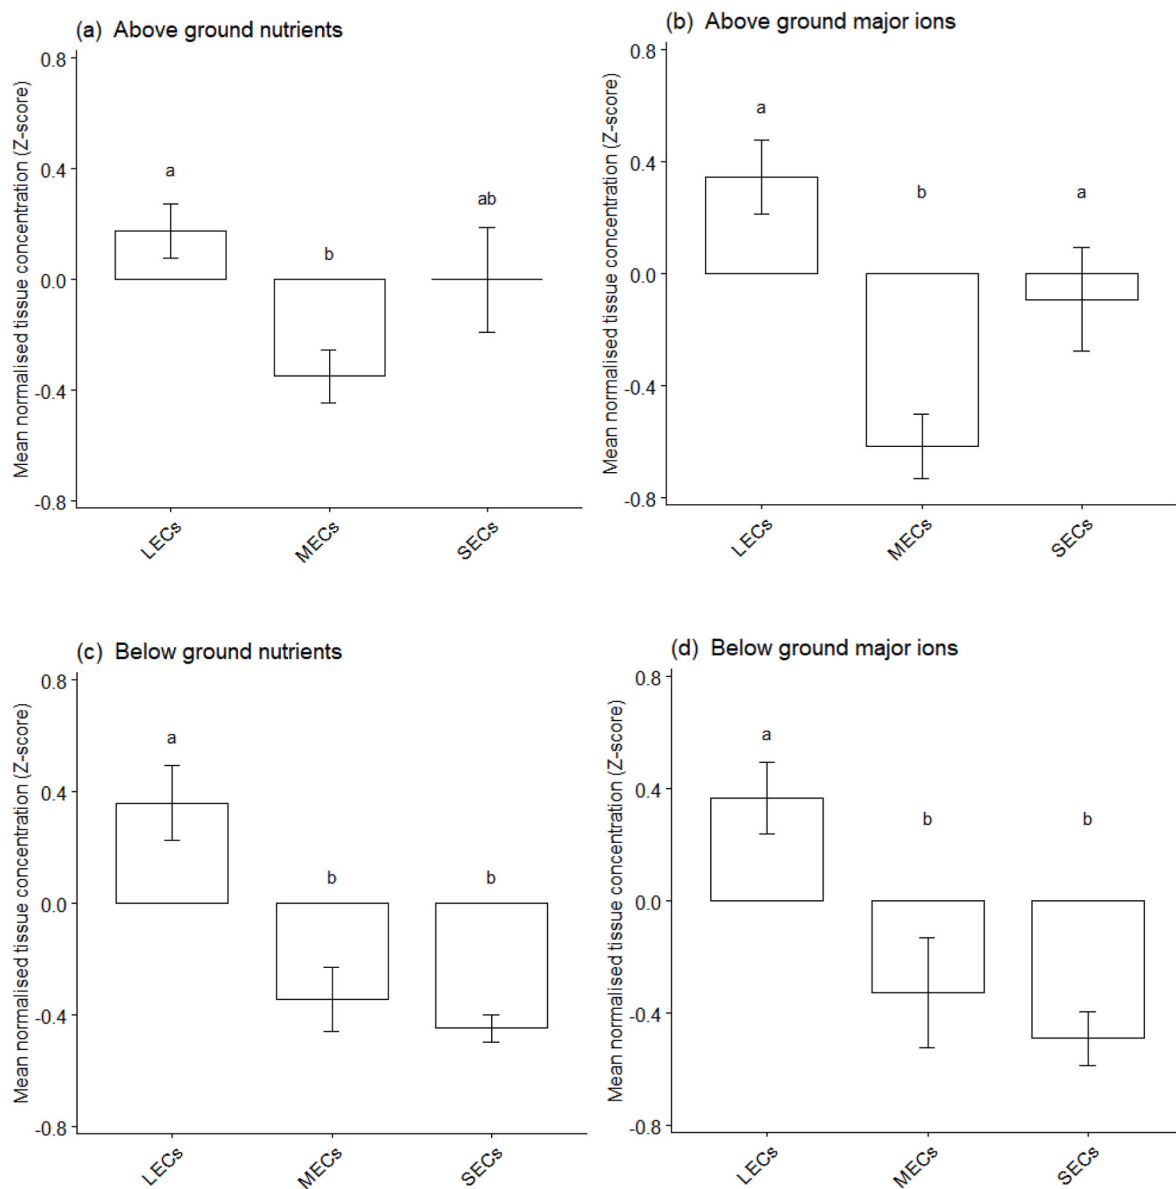 (a) Above ground nutrients
Mean normalised tissue concentration (Z-score)
0.8
0.4
0.0
-0.4
-0.8
a
b
ab
LECs
MECs
SECs
(b) Above ground major ions
Mean normalised tissue concentration (Z-score)
0.8
0.4
0.0
-0.4
-0.8
a
b
a
LECs
MECs
SECs
(c) Below ground nutrients
Mean normalised tissue concentration (Z-score)
0.8
0.4
0.0
-0.4
-0.8
a
b
b
LECs
MECs
SECs
(d) Below ground major ions
Mean normalised tissue concentration (Z-score)
0.8
0.4
0.0
-0.4
-0.8
a
b
b
LECs
MECs
SECs